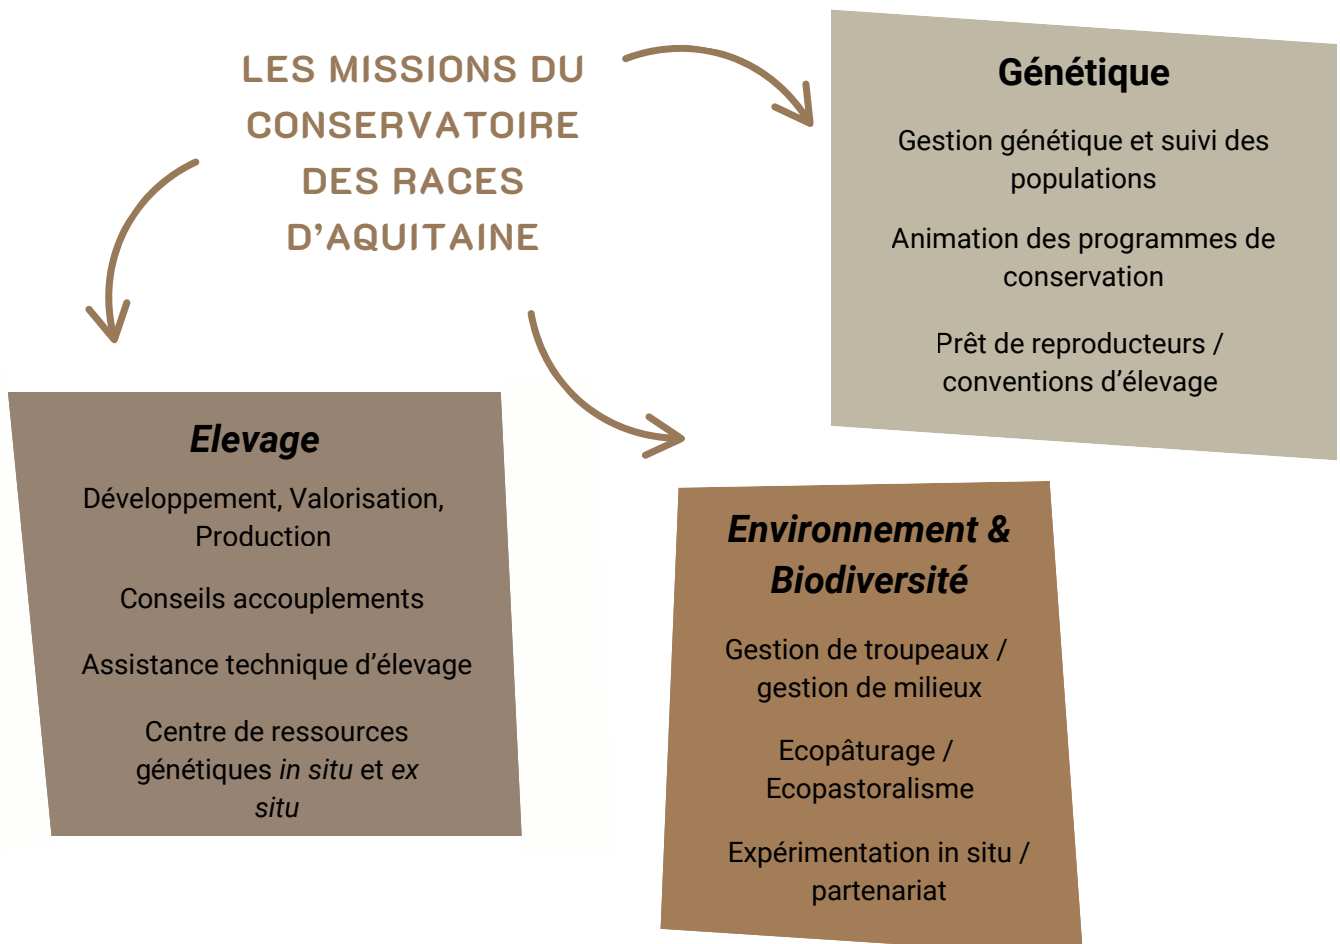 LES MISSIONS DU
CONSERVATOIRE
DES RACES
D'AQUITAINE
Génétique
Gestion génétique et suivi des
populations
Animation des programmes de
conservation
Prêt de reproducteurs /
conventions d'élevage
Elevage
Développement, Valorisation,
Production
Conseils accouplements
Assistance technique d'élevage
Centre de ressources
génétiques in situ et ex
situ
Environnement &
Biodiversité
Gestion de troupeaux /
gestion de milieux
Ecopâturage /
Ecopastoralisme
Expérimentation in situ /
partenariat